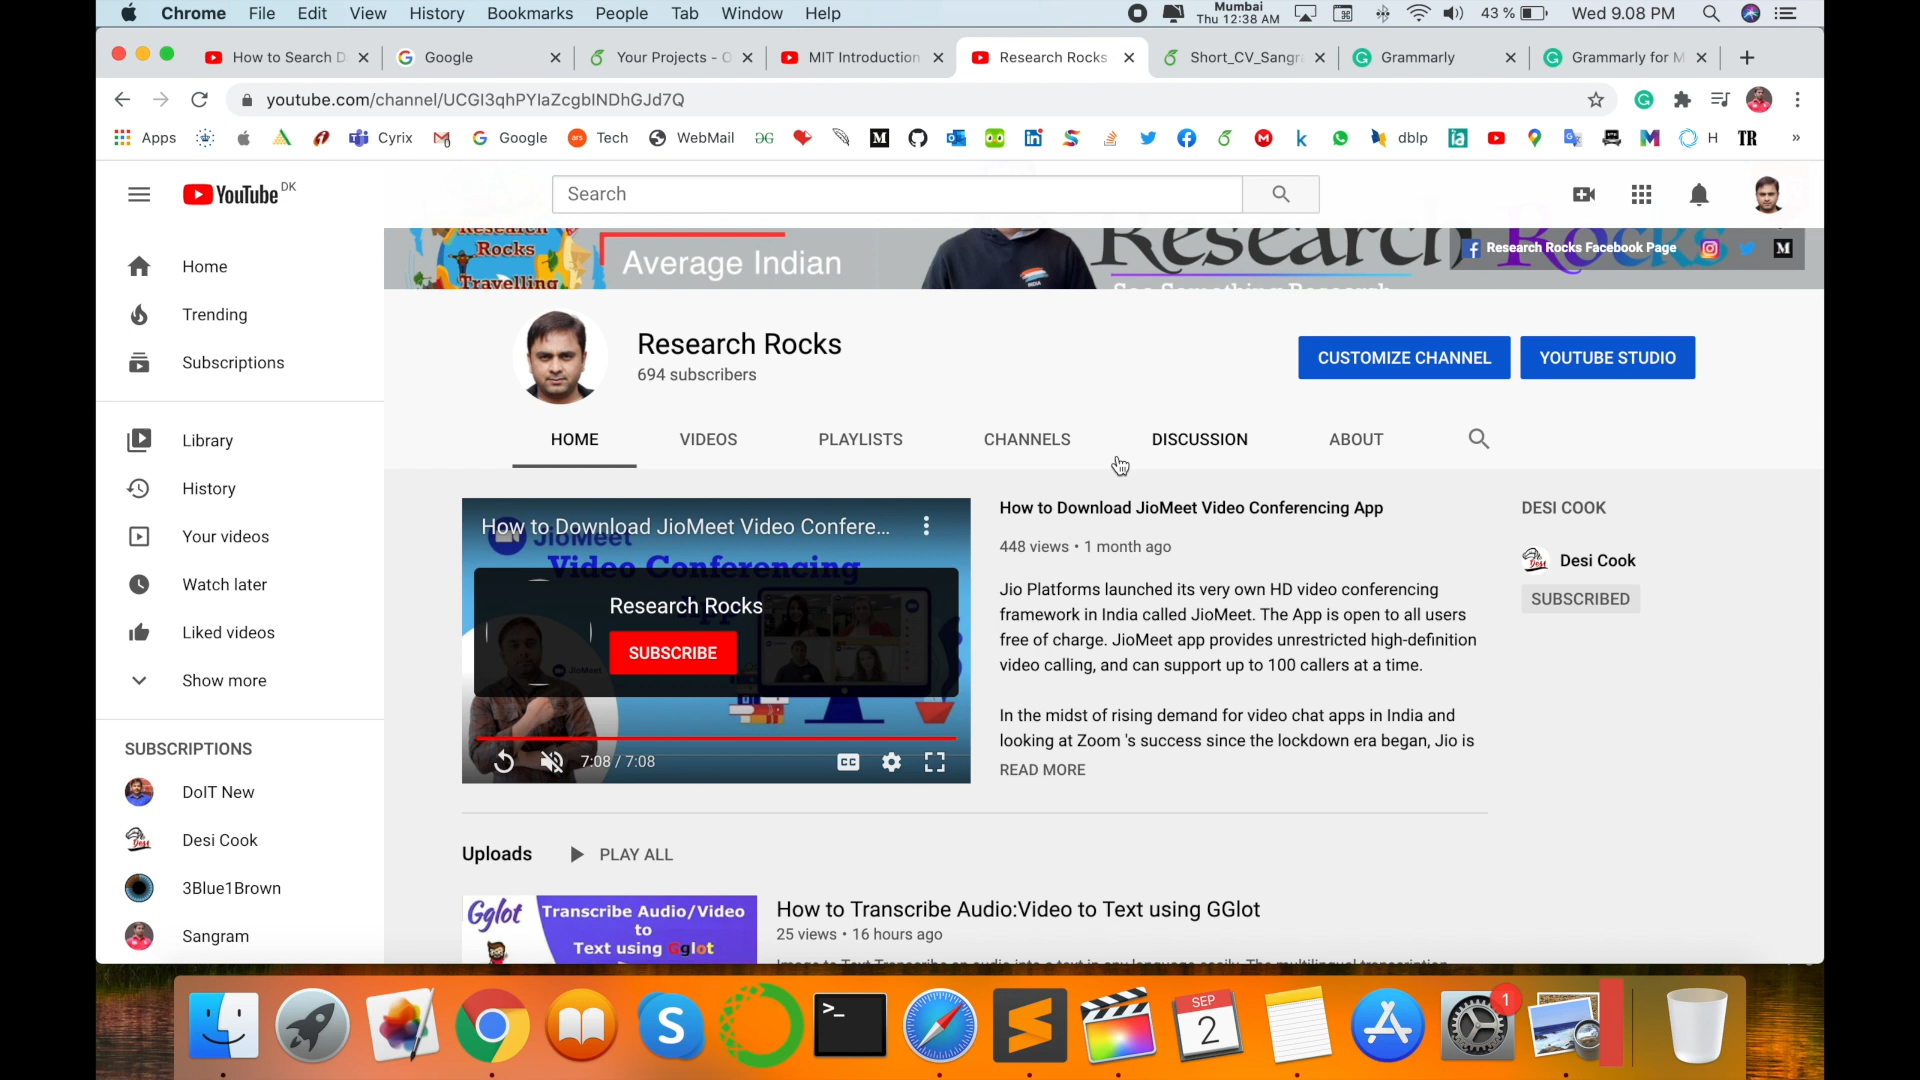 Chrome File Edit View History Bookmarks People Tab Window Help
Mumbai
Thu 12:38 AM
43 % Wed 9.08 PM
How to Search D
Google
Your Projects - O
MIT Introduction
Research Rocks
Short_CV_Sangra
Grammarly
Grammarly for M
youtube.com/channel/UCGI3qhPYIaZcgbINDhGJd7Q
Apps
Cyrix
Google
ars
Tech
WebMail
dblp
H
TR
»
YouTube DK
Search
Home
Trending
Subscriptions
Library
History
Your videos
Watch later
Liked videos
Show more
SUBSCRIPTIONS
DoIT New
Desi Cook
3Blue1Brown
Sangram
Research
Rocks
Travelling
Average Indian
INDIA
Research Rocks
See Something Research
Research Rocks Facebook Page
Research Rocks
694 subscribers
CUSTOMIZE CHANNEL
YOUTUBE STUDIO
HOME VIDEOS PLAYLISTS CHANNELS DISCUSSION ABOUT
How to Download JioMeet Video Confere...
JioMeet
Video Conferencing
Research Rocks
SUBSCRIBE
JioMeet
7:08 / 7:08
CC
How to Download JioMeet Video Conferencing App
448 views • 1 month ago
Jio Platforms launched its very own HD video conferencing
framework in India called JioMeet. The App is open to all users
free of charge. JioMeet app provides unrestricted high-definition
video calling, and can support up to 100 callers at a time.
In the midst of rising demand for video chat apps in India and
looking at Zoom 's success since the lockdown era began, Jio is
READ MORE
DESI COOK
Desi Cook
SUBSCRIBED
Uploads PLAY ALL
Gglot
Transcribe Audio/Video
to
Text using Gglot
How to Transcribe Audio:Video to Text using GGlot
25 views • 16 hours ago
SEP
2
1